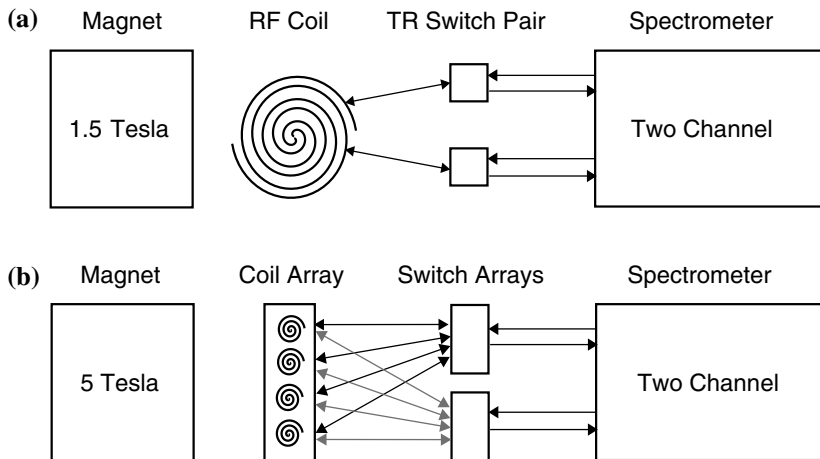 (a)
Magnet RF Coil TR Switch Pair Spectrometer
1.5 Tesla Two Channel
(b)
Magnet Coil Array Switch Arrays Spectrometer
5 Tesla Two Channel